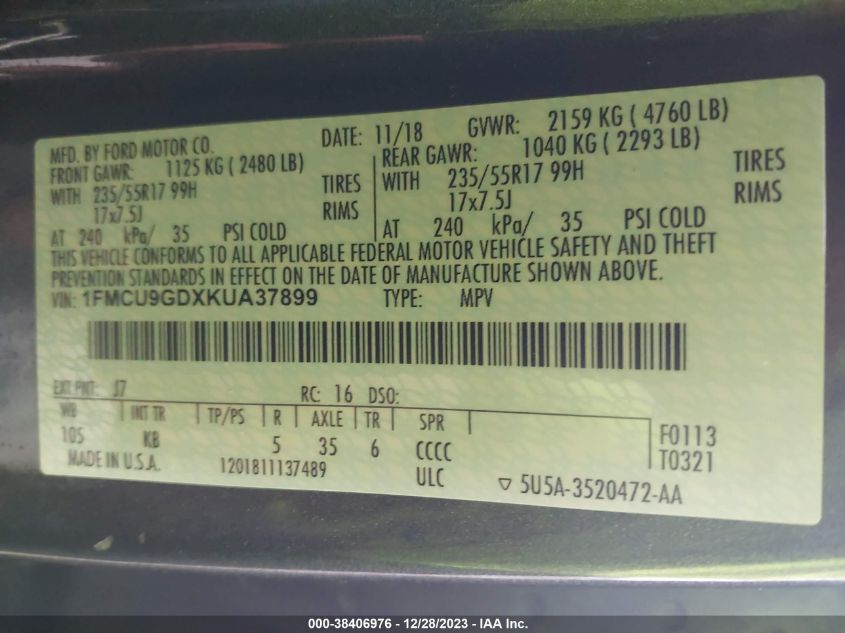 MFD. BY FORD MOTOR CO.
DATE: 11/18 GVWR: 2159 KG ( 4760 LB)
FRONT GAWR: 1125 KG ( 2480 LB)
REAR GAWR: 1040 KG ( 2293 LB)
WITH 235/55R17 99H TIRES
WITH 235/55R17 99H TIRES
17x7.5J RIMS
17x7.5J RIMS
AT 240 kPa/ 35 PSI COLD
AT 240 kPa/ 35 PSI COLD
THIS VEHICLE CONFORMS TO ALL APPLICABLE FEDERAL MOTOR VEHICLE SAFETY AND THEFT
PREVENTION STANDARDS IN EFFECT ON THE DATE OF MANUFACTURE SHOWN ABOVE.
VIN: 1FMCU9GDXKUA37899 TYPE: MPV
EXT PNT: J7 RC: 16 DSO:
WB INT TR TP/PS R AXLE TR SPR
105 KB 5 35 6 CCCC
F0113
T0321
MADE IN U.S.A. 1201811137489 ULC ▽ 5U5A-3520472-AA
000-38406976 - 12/28/2023 - IAA Inc.